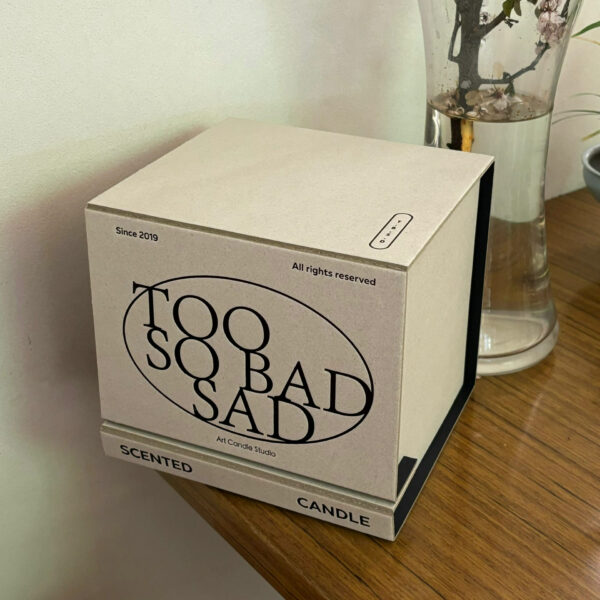 D.F.B.T
Since 2019
All rights reserved
TOO
SO BAD
SAD
Art Candle Studio
SCENTED
CANDLE